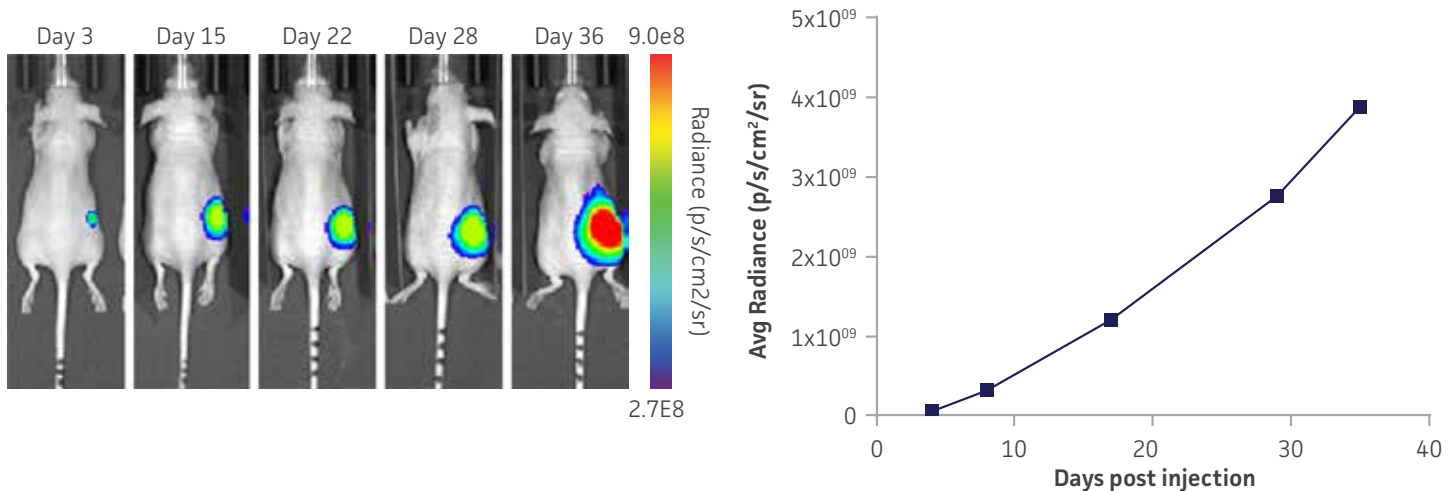 Day 3 Day 15 Day 22 Day 28 Day 36 9.0e8
Radiance (p/s/cm2/sr)
2.7E8
Avg Radiance (p/s/cm²/sr)
5x10⁰⁹
4x10⁰⁹
3x10⁰⁹
2x10⁰⁹
1x10⁰⁹
0
0 10 20 30 40
Days post injection